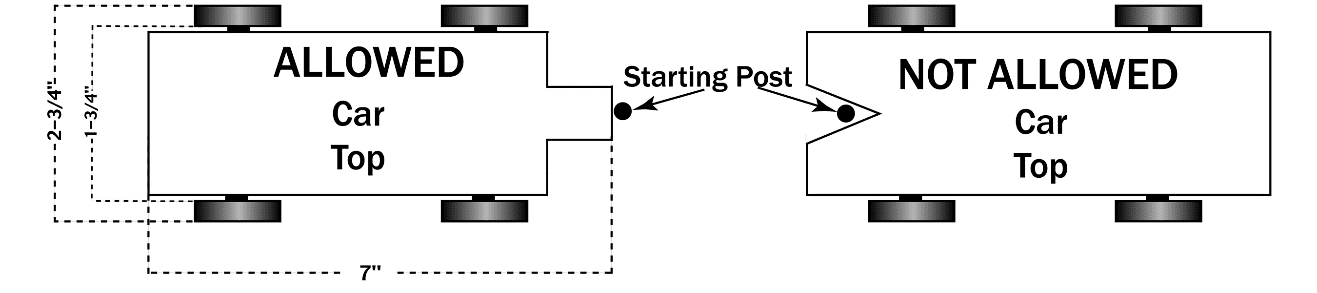 ALLOWED
Car
Top
2-3/4"
1-3/4"
7"
Starting Post
NOT ALLOWED
Car
Top